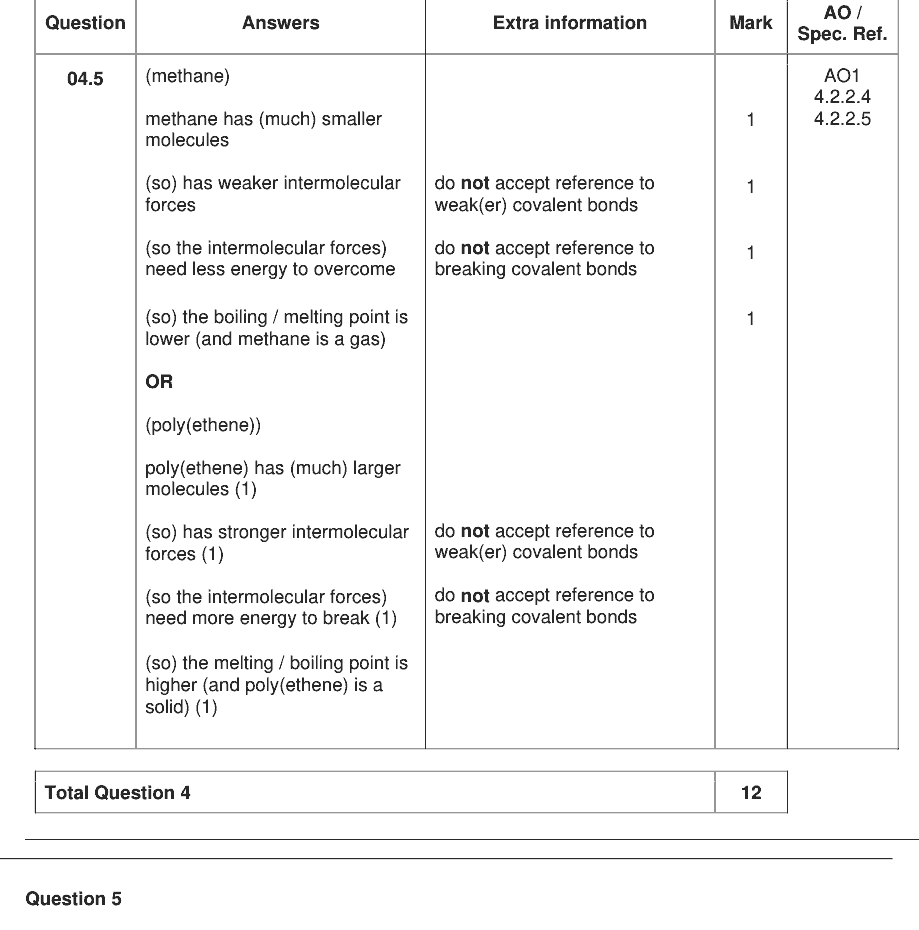 Question Answers Extra information Mark AO /
Spec. Ref.
04.5 (methane) AO1
4.2.2.4
methane has (much) smaller 1 4.2.2.5
molecules
(so) has weaker intermolecular do not accept reference to 1
forces weak(er) covalent bonds
(so the intermolecular forces) do not accept reference to 1
need less energy to overcome breaking covalent bonds
(so) the boiling / melting point is 1
lower (and methane is a gas)
OR
(poly(ethene))
poly(ethene) has (much) larger
molecules (1)
(so) has stronger intermolecular do not accept reference to
forces (1) weak(er) covalent bonds
(so the intermolecular forces) do not accept reference to
need more energy to break (1) breaking covalent bonds
(so) the melting / boiling point is
higher (and poly(ethene) is a
solid) (1)
Total Question 4 12
Question 5